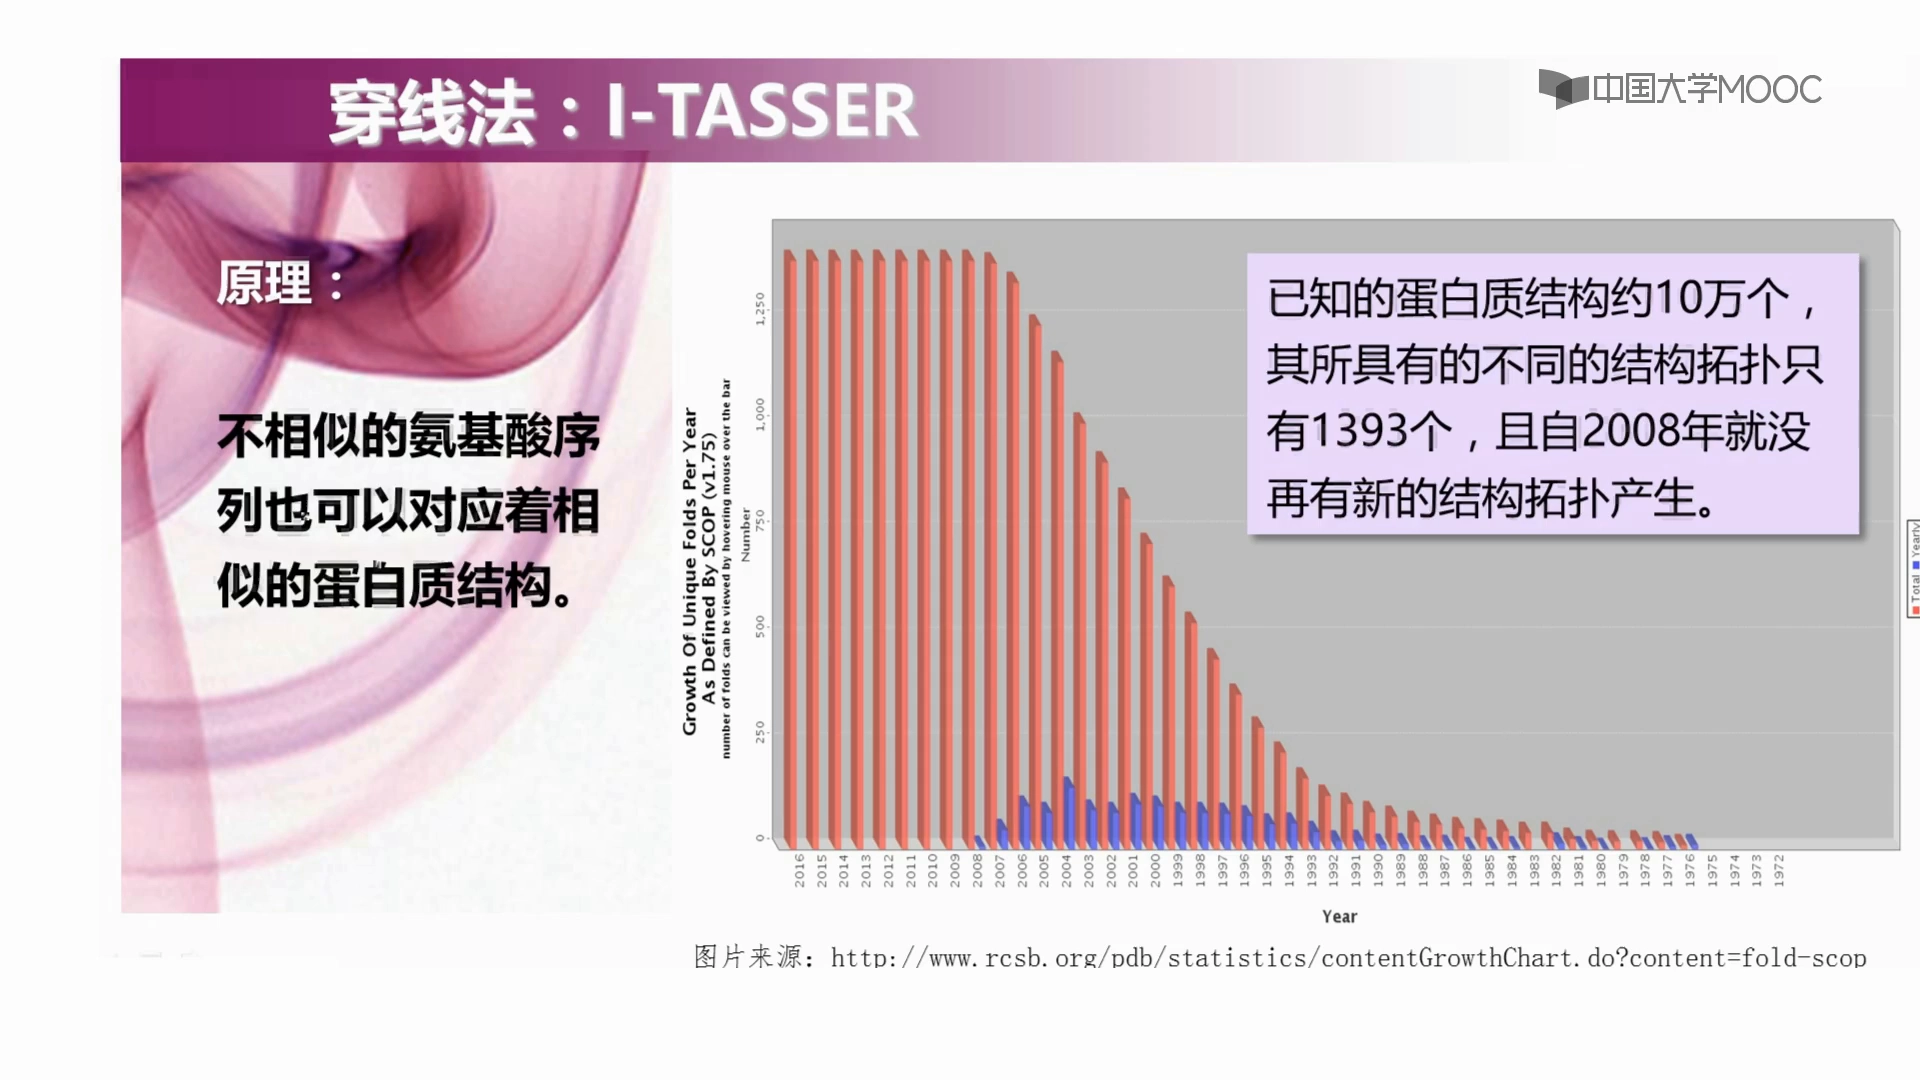 穿线法：I-TASSER
中国大学MOOC
原理：
不相似的氨基酸序
列也可以对应着相
似的蛋白质结构。
Growth Of Unique Folds Per Year
As Defined By SCOP (v1.75)
number of folds can be viewed by hovering mouse over the bar
Number
1,250
1,000
750
500
250
0
已知的蛋白质结构约10万个，
其所具有的不同的结构拓扑只
有1393个，且自2008年就没
再有新的结构拓扑产生。
Total Yearly
2016 2015 2014 2013 2012 2011 2010 2009 2008 2007 2006 2005 2004 2003 2002 2001 2000 1999 1998 1997 1996 1995 1994 1993 1992 1991 1990 1989 1988 1987 1986 1985 1984 1983 1982 1981 1980 1979 1978 1977 1976 1975 1974 1973 1972
Year
图片来源：http://www.rcsb.org/pdb/statistics/contentGrowthChart.do?content=fold-scop